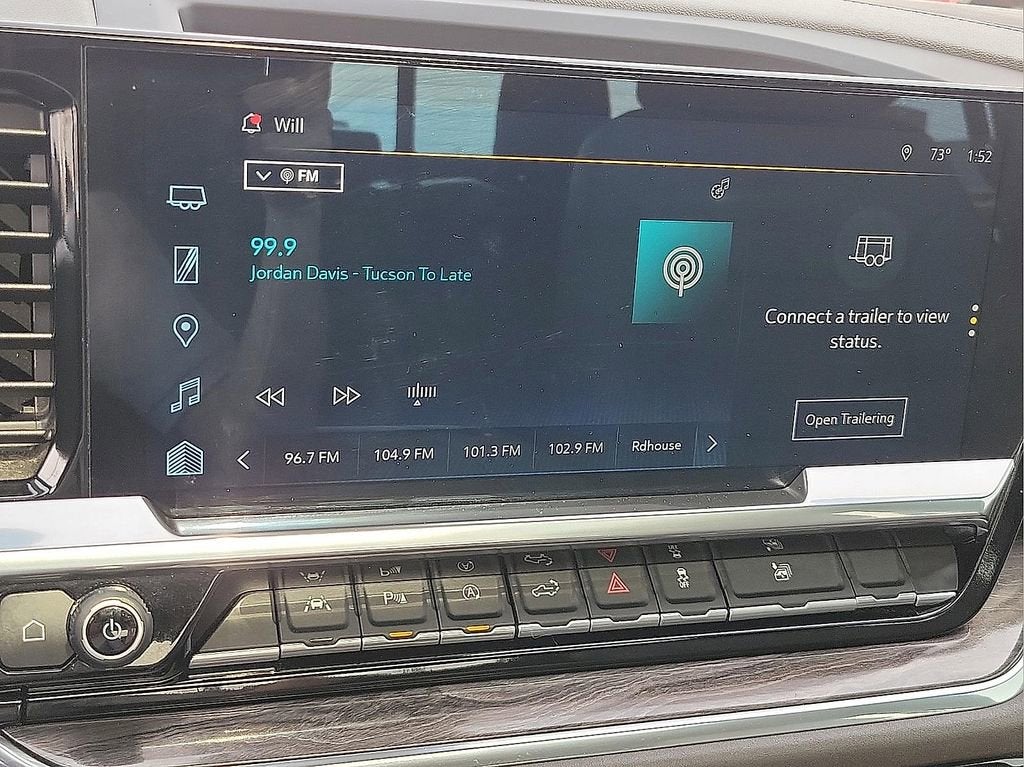 Will
73° 1:52
FM
99.9
Jordan Davis - Tucson To Late
Connect a trailer to view
status.
Open Trailering
96.7 FM 104.9 FM 101.3 FM 102.9 FM Rdhouse
P
A
OFF